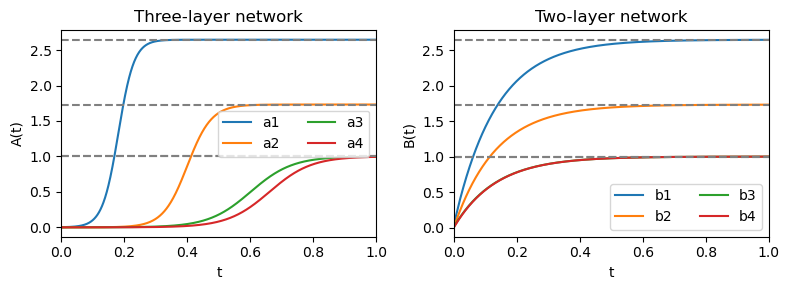 Three-layer network
A(t)
2.5
2.0
1.5
1.0
0.5
0.0
a1
a2
a3
a4
0.0 0.2 0.4 0.6 0.8 1.0
t
Two-layer network
B(t)
2.5
2.0
1.5
1.0
0.5
0.0
b1
b2
b3
b4
0.0 0.2 0.4 0.6 0.8 1.0
t